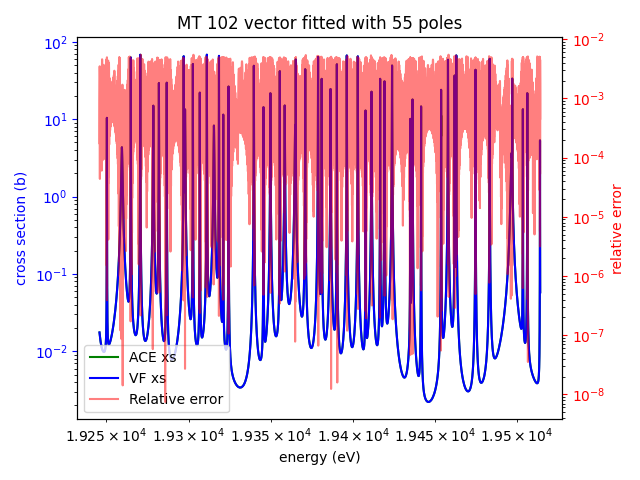 MT 102 vector fitted with 55 poles
10²
10¹
10⁰
10⁻¹
10⁻²
cross section (b)
10⁻²
10⁻³
10⁻⁴
10⁻⁵
10⁻⁶
10⁻⁷
10⁻⁸
relative error
ACE xs
VF xs
Relative error
1.925 × 10⁴ 1.93 × 10⁴ 1.935 × 10⁴ 1.94 × 10⁴ 1.945 × 10⁴ 1.95 × 10⁴
energy (eV)